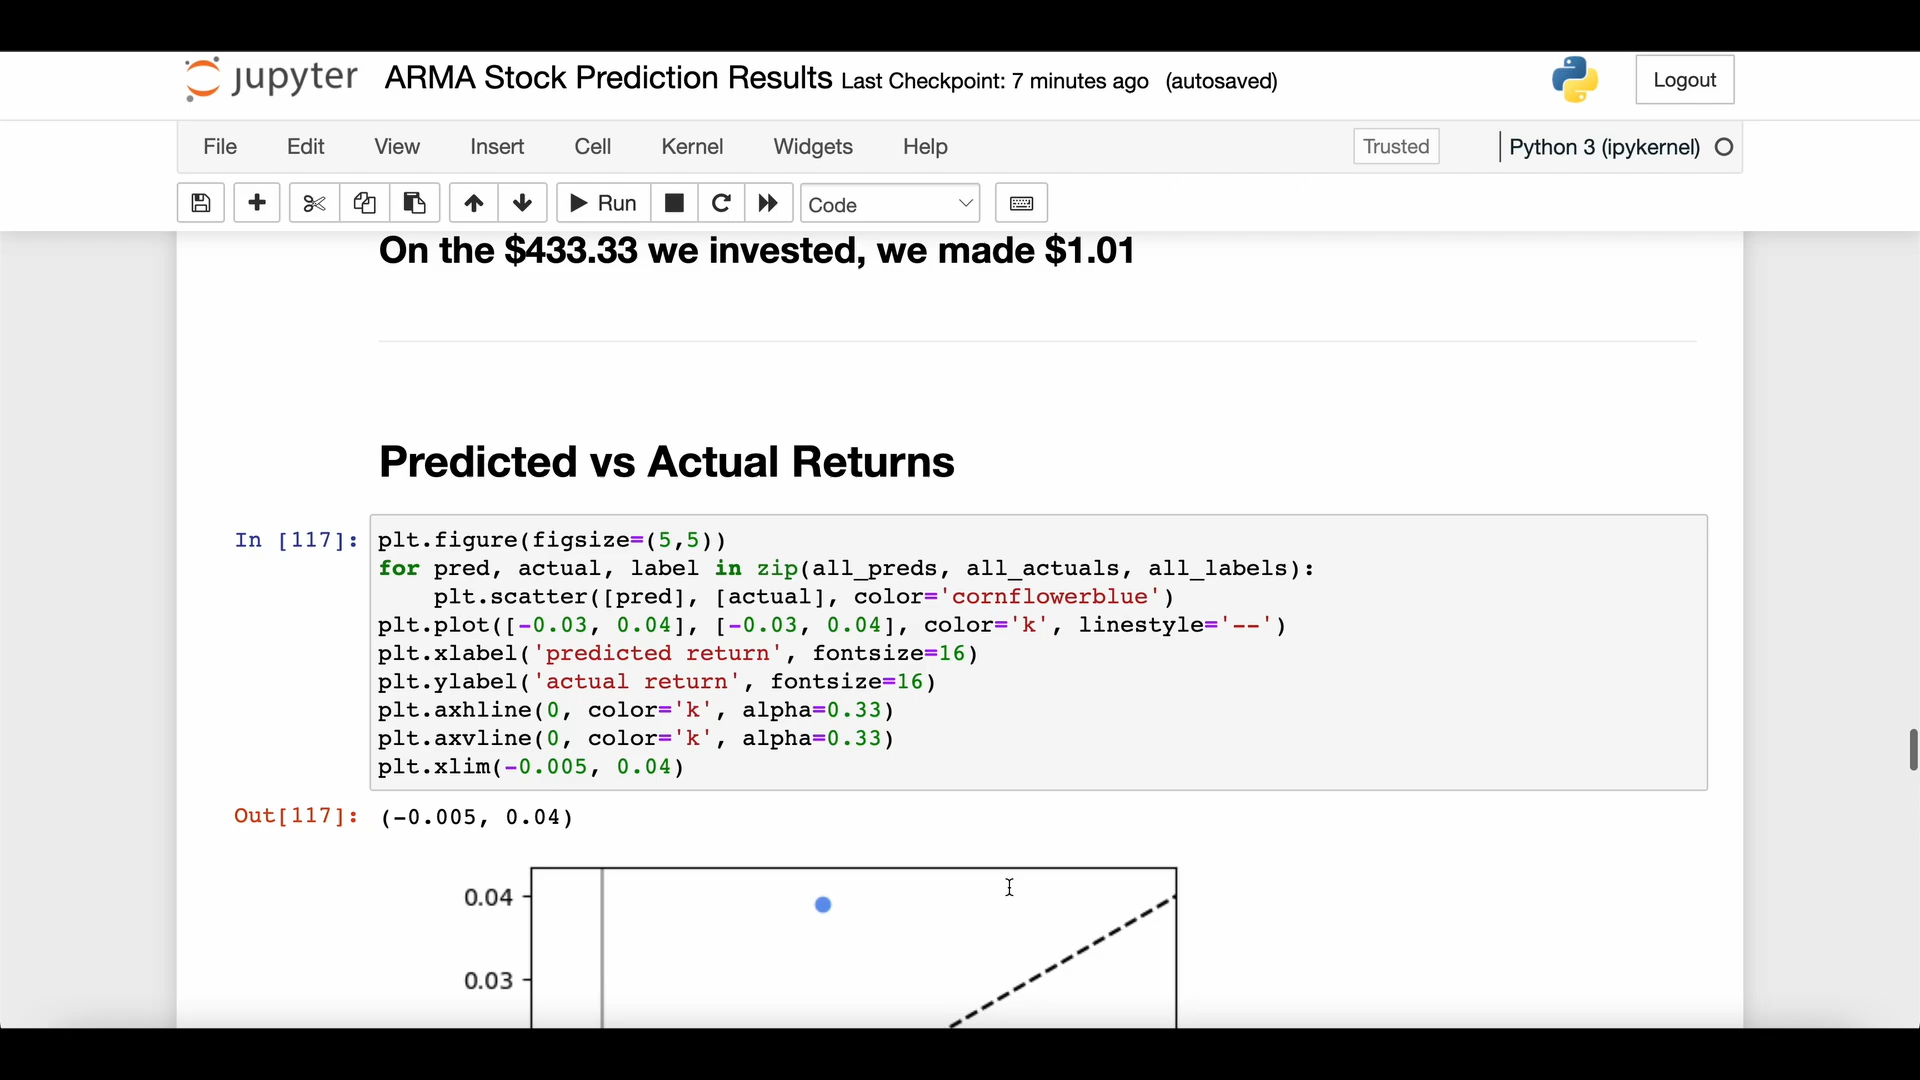 jupyter ARMA Stock Prediction Results Last Checkpoint: 7 minutes ago (autosaved) Logout
File Edit View Insert Cell Kernel Widgets Help Trusted Python 3 (ipykernel)
Run Code
On the $433.33 we invested, we made $1.01
Predicted vs Actual Returns
In [117]: plt.figure(figsize=(5,5))
for pred, actual, label in zip(all_preds, all_actuals, all_labels):
    plt.scatter([pred], [actual], color='cornflowerblue')
plt.plot([-0.03, 0.04], [-0.03, 0.04], color='k', linestyle='--')
plt.xlabel('predicted return', fontsize=16)
plt.ylabel('actual return', fontsize=16)
plt.axhline(0, color='k', alpha=0.33)
plt.axvline(0, color='k', alpha=0.33)
plt.xlim(-0.005, 0.04)
Out[117]: (-0.005, 0.04)
0.04
0.03